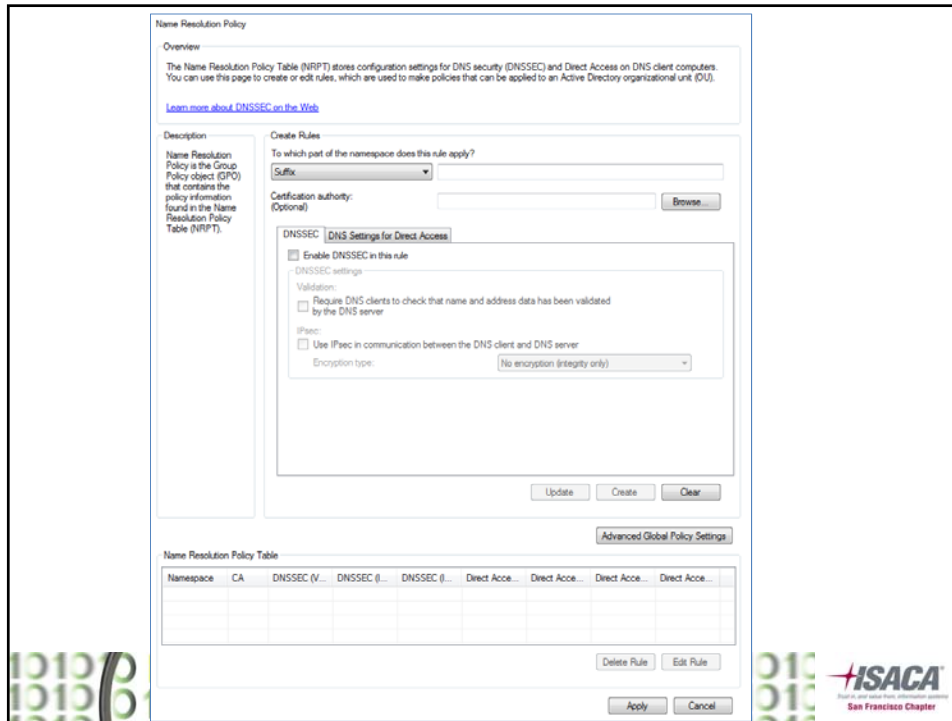 Name Resolution Policy
Overview
The Name Resolution Policy Table (NRPT) stores configuration settings for DNS security (DNSSEC) and Direct Access on DNS client computers.
You can use this page to create or edit rules, which are used to make policies that can be applied to an Active Directory organizational unit (OU).
Learn more about DNSSEC on the Web
Description
Name Resolution
Policy is the Group
Policy object (GPO)
that contains the
policy information
found in the Name
Resolution Policy
Table (NRPT).
Create Rules
To which part of the namespace does this rule apply?
Suffix
Certification authority:
(Optional)
Browse...
DNSSEC
DNS Settings for Direct Access
Enable DNSSEC in this rule
DNSSEC settings
Validation:
Require DNS clients to check that name and address data has been validated
by the DNS server
IPsec:
Use IPsec in communication between the DNS client and DNS server
Encryption type:
No encryption (integrity only)
Update
Create
Clear
Advanced Global Policy Settings
Name Resolution Policy Table
Namespace CA DNSSEC (V... DNSSEC (I... DNSSEC (I... Direct Acce... Direct Acce... Direct Acce... Direct Acce...
Delete Rule
Edit Rule
Apply
Cancel
ISACA®
Trust in, and value from, information systems
San Francisco Chapter